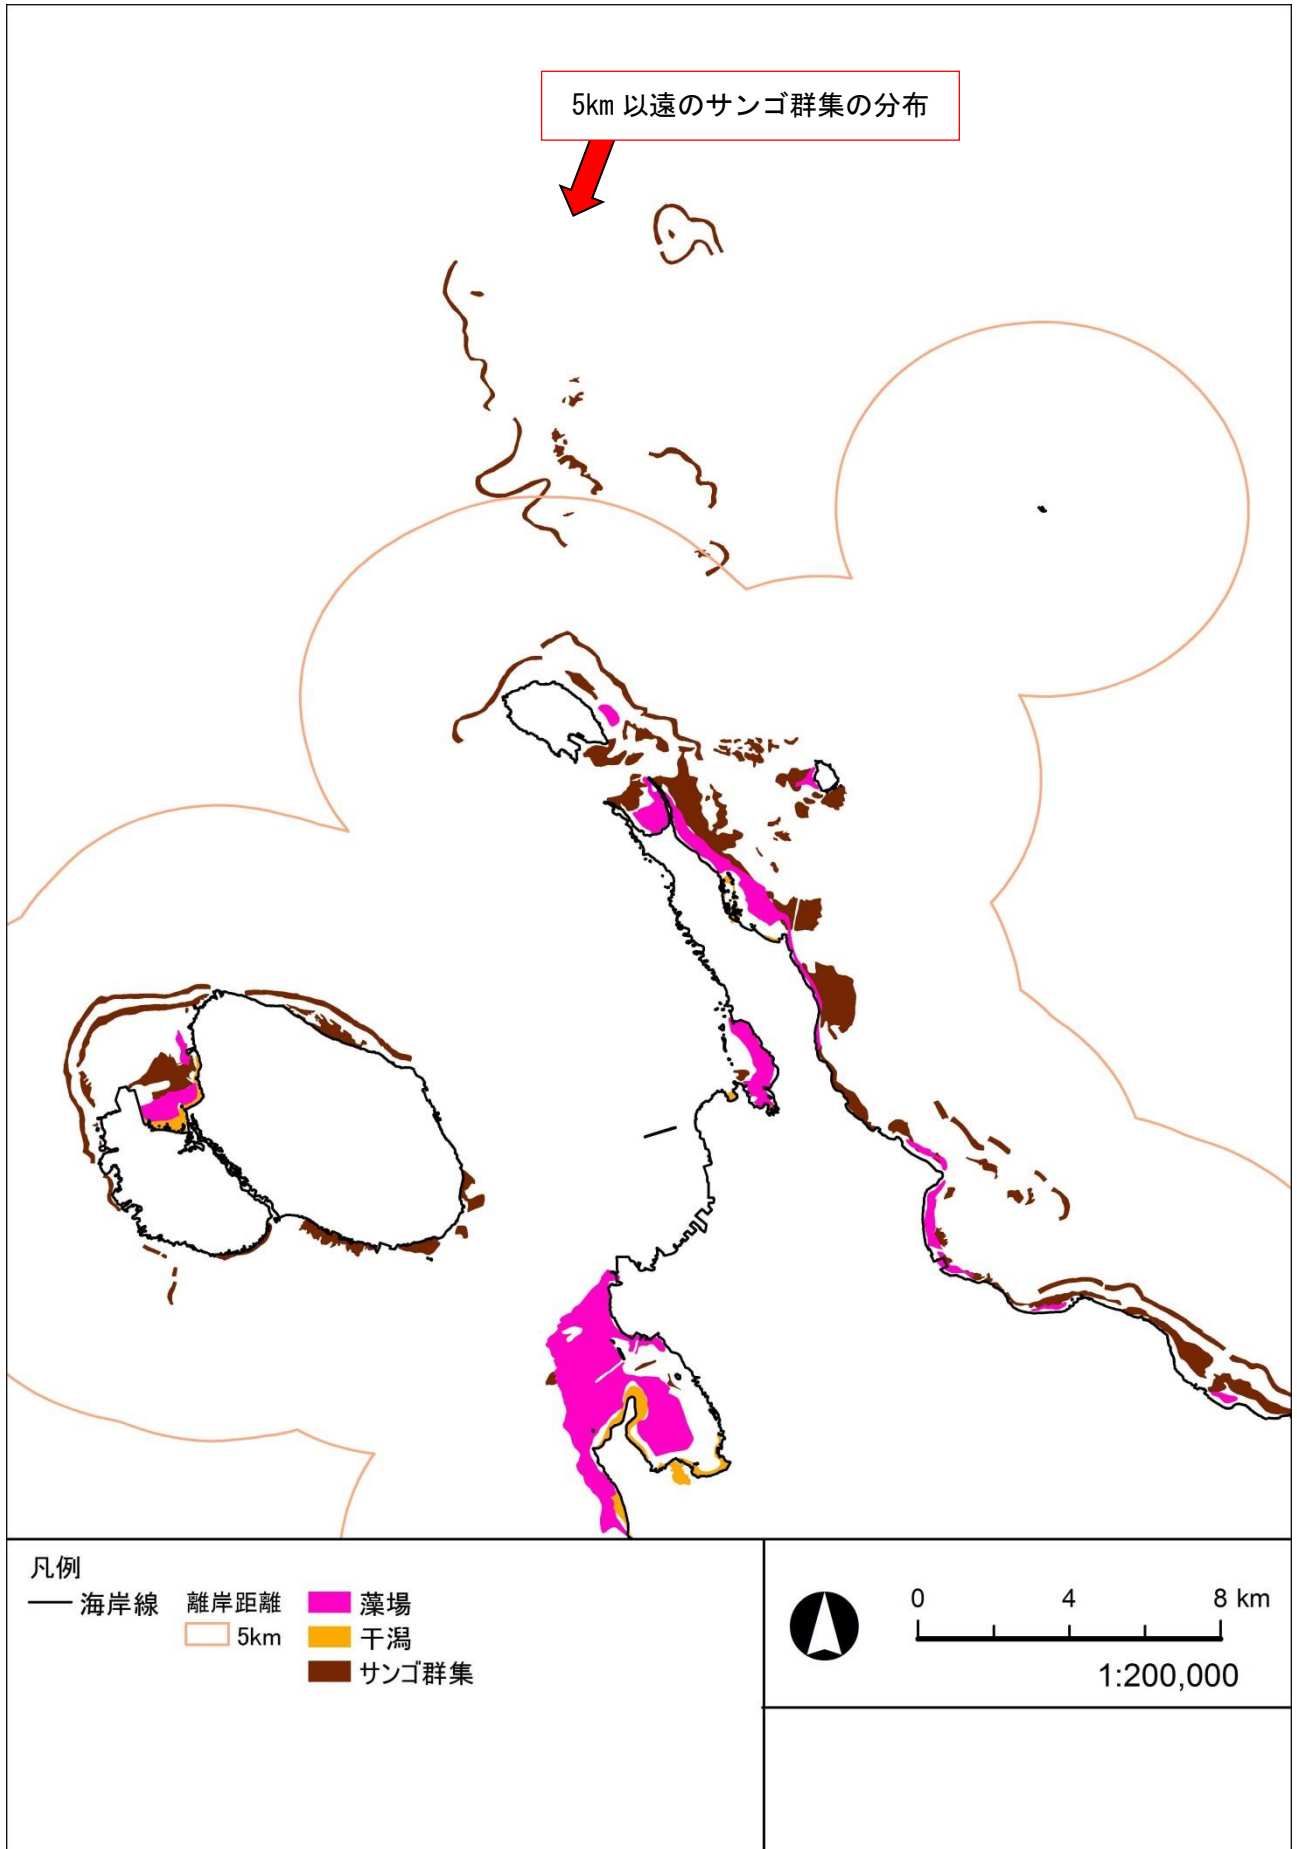 5km 以遠のサンゴ群集の分布
凡例
海岸線
離岸距離
5km
藻場
干潟
サンゴ群集
0 4 8 km
1:200,000